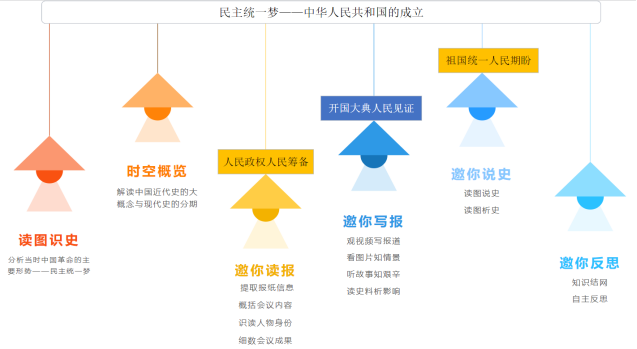 民主统一梦——中华人民共和国的成立
读图识史
分析当时中国革命的主
要形势——民主统一梦
时空概览
解读中国近代史的大
概念与现代史的分期
人民政权人民筹备
邀你读报
提取报纸信息
概括会议内容
识读人物身份
细数会议成果
开国大典人民见证
邀你写报
观视频写报道
看图片知情景
听故事知艰辛
读史料析影响
祖国统一人民期盼
邀你说史
读图说史
读图析史
邀你反思
知识结网
自主反思